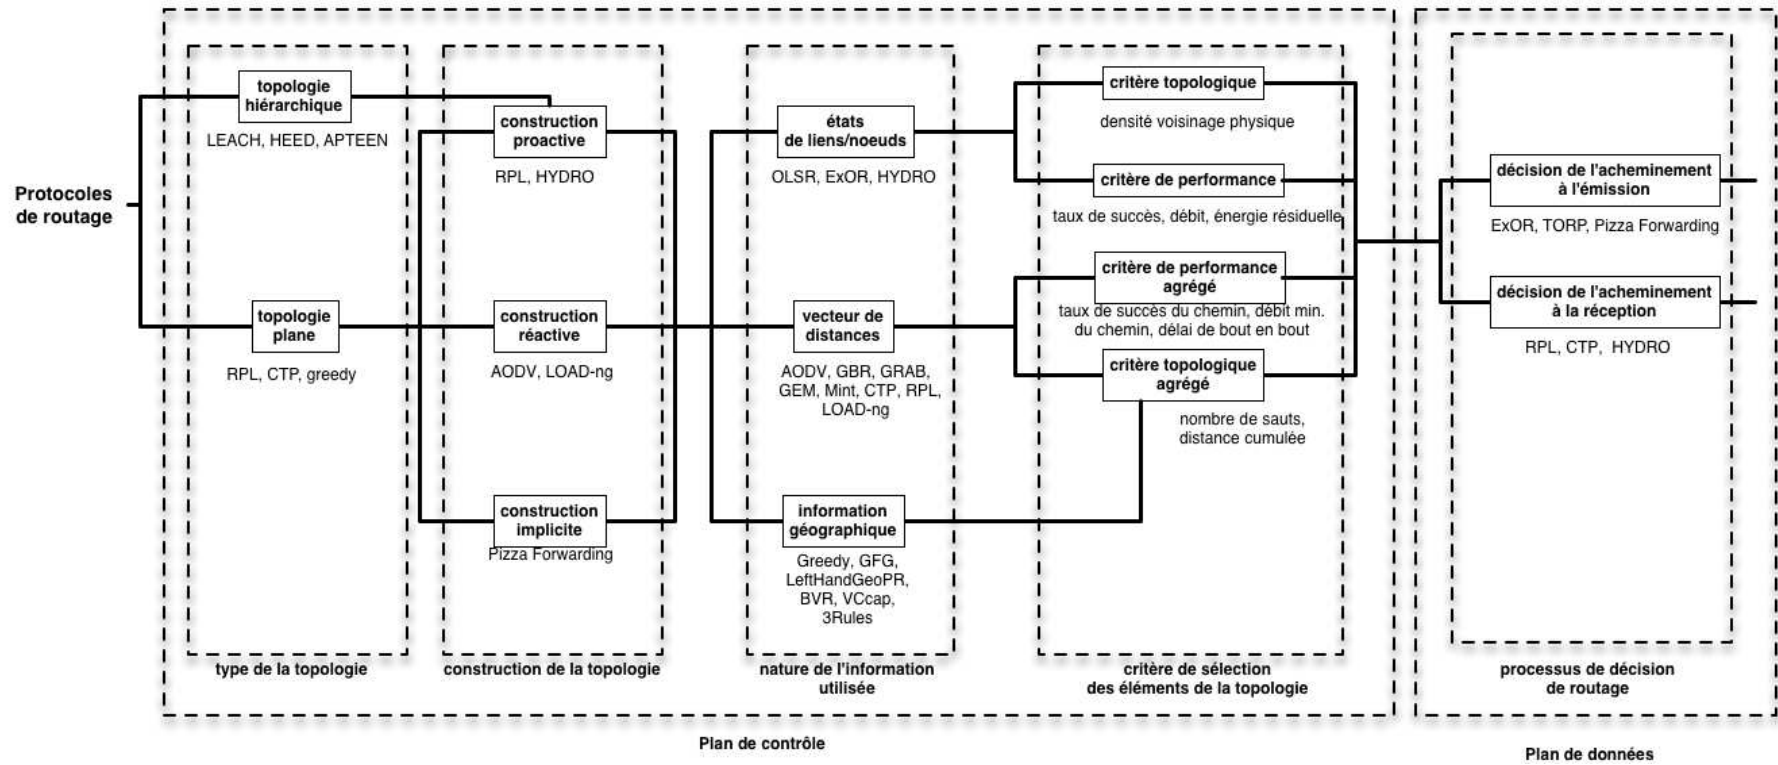 Protocoles
de routage
topologie
hiérarchique
LEACH, HEED, APTEEN
topologie
plane
RPL, CTP, greedy
type de la topologie
construction
proactive
RPL, HYDRO
construction
réactive
AODV, LOAD-ng
construction
implicite
Pizza Forwarding
construction de la topologie
états
de liens/noeuds
OLSR, ExOR, HYDRO
vecteur de
distances
AODV, GBR, GRAB,
GEM, Mint, CTP, RPL,
LOAD-ng
information
géographique
Greedy, GFG,
LeftHandGeoPR,
BVR, VCcap,
3Rules
nature de l'information
utilisée
critère topologique
densité voisinage physique
critère de performance
taux de succès, débit, énergie résiduelle
critère de performance
agrégé
taux de succès du chemin, débit min.
du chemin, délai de bout en bout
critère topologique
agrégé
nombre de sauts,
distance cumulée
critère de sélection
des éléments de la topologie
Plan de contrôle
décision de l'acheminement
à l'émission
ExOR, TORP, Pizza Forwarding
décision de l'acheminement
à la réception
RPL, CTP, HYDRO
processus de décision
de routage
Plan de données